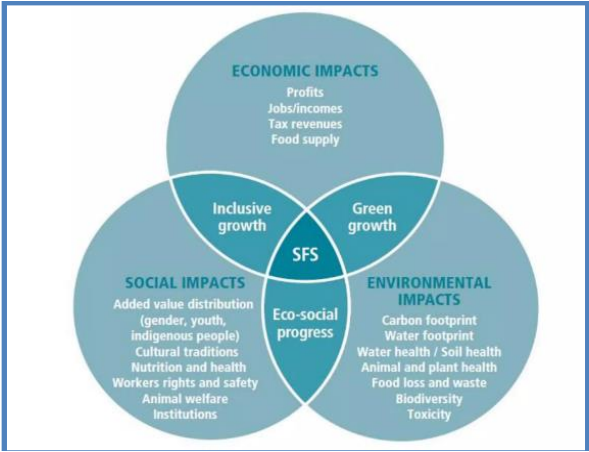 ECONOMIC IMPACTS
Profits
Jobs/incomes
Tax revenues
Food supply
Inclusive
growth
Green
growth
SFS
SOCIAL IMPACTS
Added value distribution
(gender, youth,
indigenous people)
Cultural traditions
Nutrition and health
Workers rights and safety
Animal welfare
Institutions
Eco-social
progress
ENVIRONMENTAL
IMPACTS
Carbon footprint
Water footprint
Water health / Soil health
Animal and plant health
Food loss and waste
Biodiversity
Toxicity